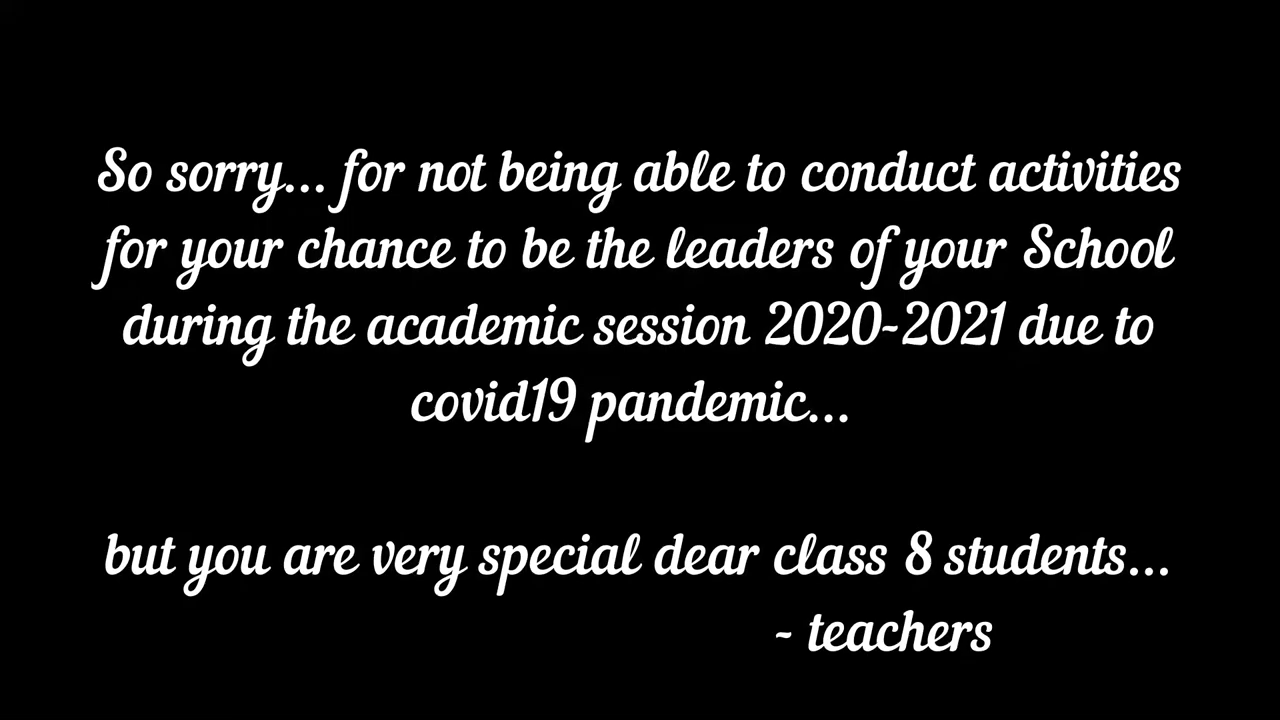 So sorry... for not being able to conduct activities
for your chance to be the leaders of your School
during the academic session 2020-2021 due to
covid19 pandemic...
but you are very special dear class 8 students...
- teachers